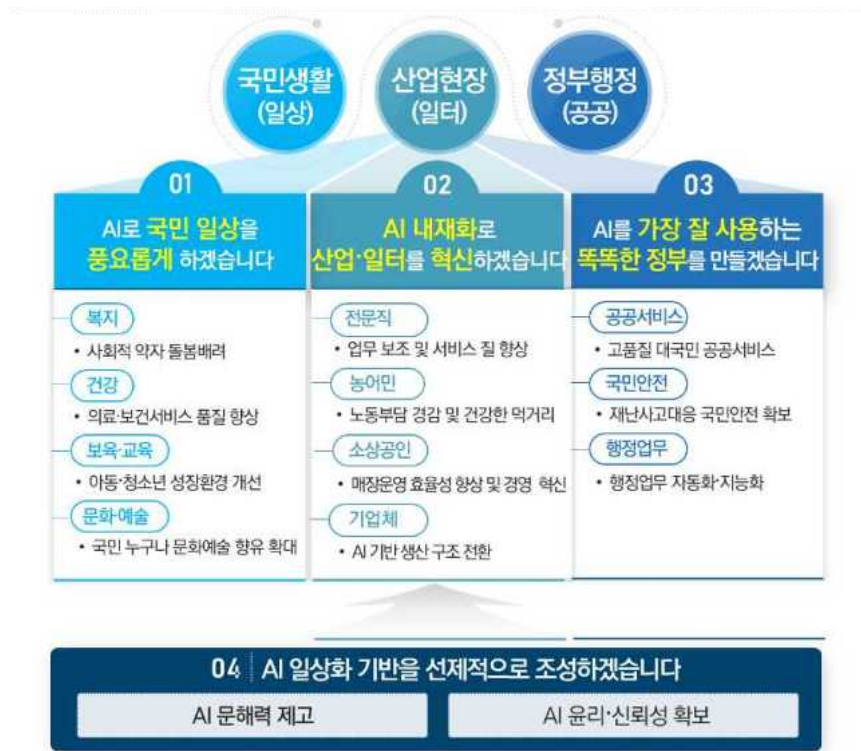 국민생활
(일상)
산업현장
(일터)
정부행정
(공공)
01
AI로 국민 일상을
풍요롭게 하겠습니다
복지
• 사회적 약자 돌봄배려
건강
• 의료·보건서비스 품질 향상
보육·교육
• 아동·청소년 성장환경 개선
문화·예술
• 국민 누구나 문화예술 향유 확대
02
AI 내재화로
산업·일터를 혁신하겠습니다
전문직
• 업무 보조 및 서비스 질 향상
농어민
• 노동부담 경감 및 건강한 먹거리
소상공인
• 매장운영 효율성 향상 및 경영 혁신
기업체
• AI 기반 생산 구조 전환
03
AI를 가장 잘 사용하는
똑똑한 정부를 만들겠습니다
공공서비스
• 고품질 대국민 공공서비스
국민안전
• 재난사고대응 국민안전 확보
행정업무
• 행정업무 자동화·지능화
04 AI 일상화 기반을 선제적으로 조성하겠습니다
AI 문해력 제고
AI 윤리·신뢰성 확보